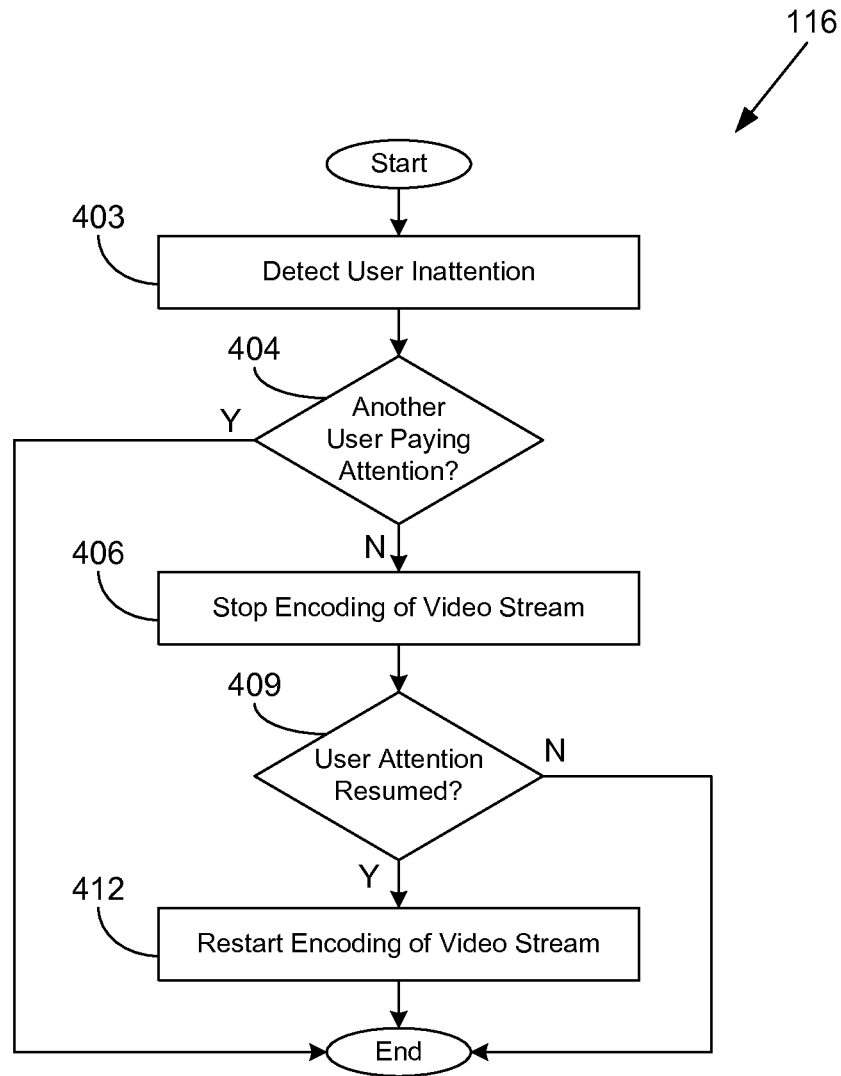 116
Start
403
Detect User Inattention
404
Another
User Paying
Attention?
Y
N
406
Stop Encoding of Video Stream
409
User Attention
Resumed?
N
Y
412
Restart Encoding of Video Stream
End